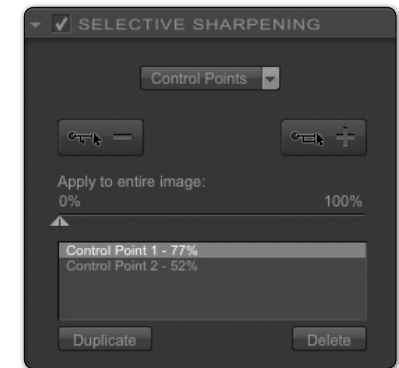 SELECTIVE SHARPENING
Control Points
Apply to entire image:
0% 100%
Control Point 1 - 77%
Control Point 2 - 52%
Duplicate Delete